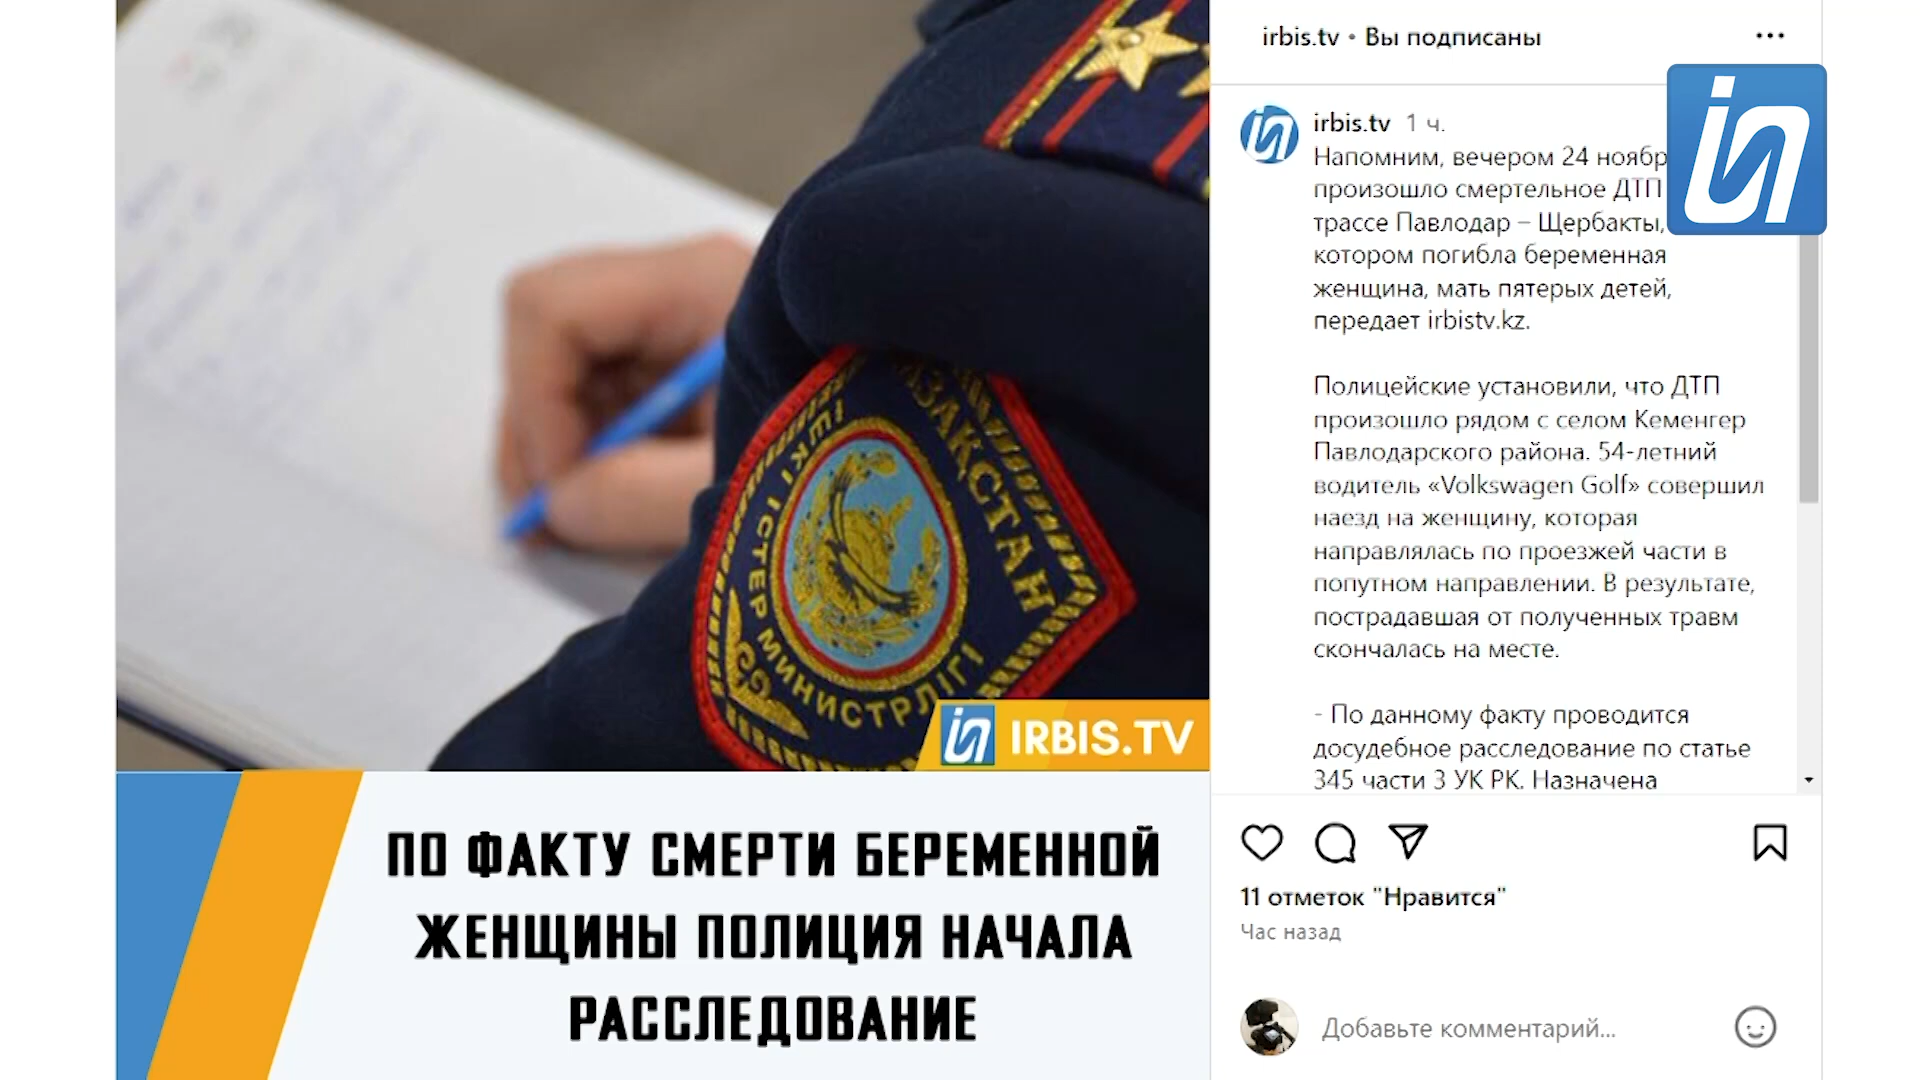 ҚАЗАҚСТАН
ІШКІ ІСТЕР МИНИСТРЛІГІ
IRBIS.TV
ПО ФАКТУ СМЕРТИ БЕРЕМЕННОЙ
ЖЕНЩИНЫ ПОЛИЦИЯ НАЧАЛА
РАССЛЕДОВАНИЕ
irbis.tv • Вы подписаны
irbis.tv 1 ч.
Напомним, вечером 24 ноябр
произошло смертельное ДТП
трассе Павлодар – Щербакты,
котором погибла беременная
женщина, мать пятерых детей,
передает irbistv.kz.
Полицейские установили, что ДТП
произошло рядом с селом Кеменгер
Павлодарского района. 54-летний
водитель «Volkswagen Golf» совершил
наезд на женщину, которая
направлялась по проезжей части в
попутном направлении. В результате,
пострадавшая от полученных травм
скончалась на месте.
- По данному факту проводится
досудебное расследование по статье
345 части 3 УК РК. Назначена
11 отметок "Нравится"
Час назад
Добавьте комментарий...